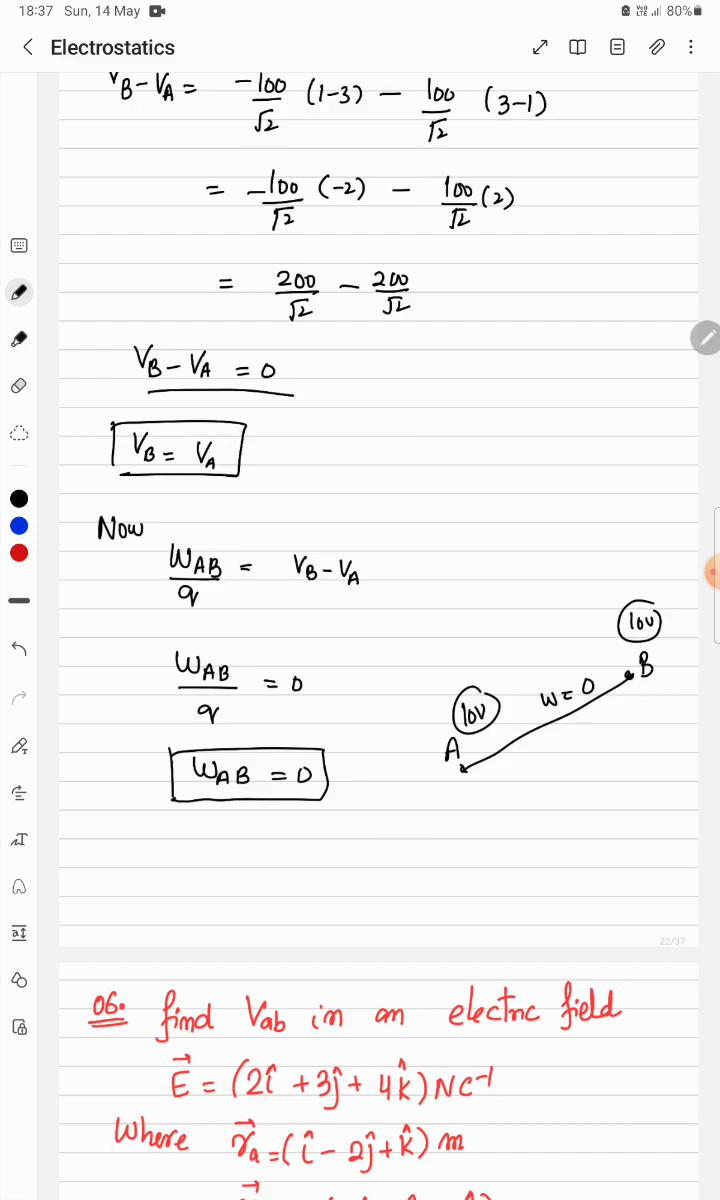 18:37 Sun, 14 May
80%
Electrostatics
V_B - V_A = -100/√2 (1-3) - 100/√2 (3-1)
= -100/√2 (-2) - 100/√2 (2)
= 200/√2 - 200/√2
V_B - V_A = 0
V_B = V_A
Now
W_AB/q = V_B - V_A
10V
B
W_AB/q = 0
w = 0
10V
A
W_AB = 0
22/37
06. find Vab in an electric field
E⃗ = (2î + 3ĵ + 4k̂) NC⁻¹
Where r⃗a = (î - 2ĵ + k̂) m